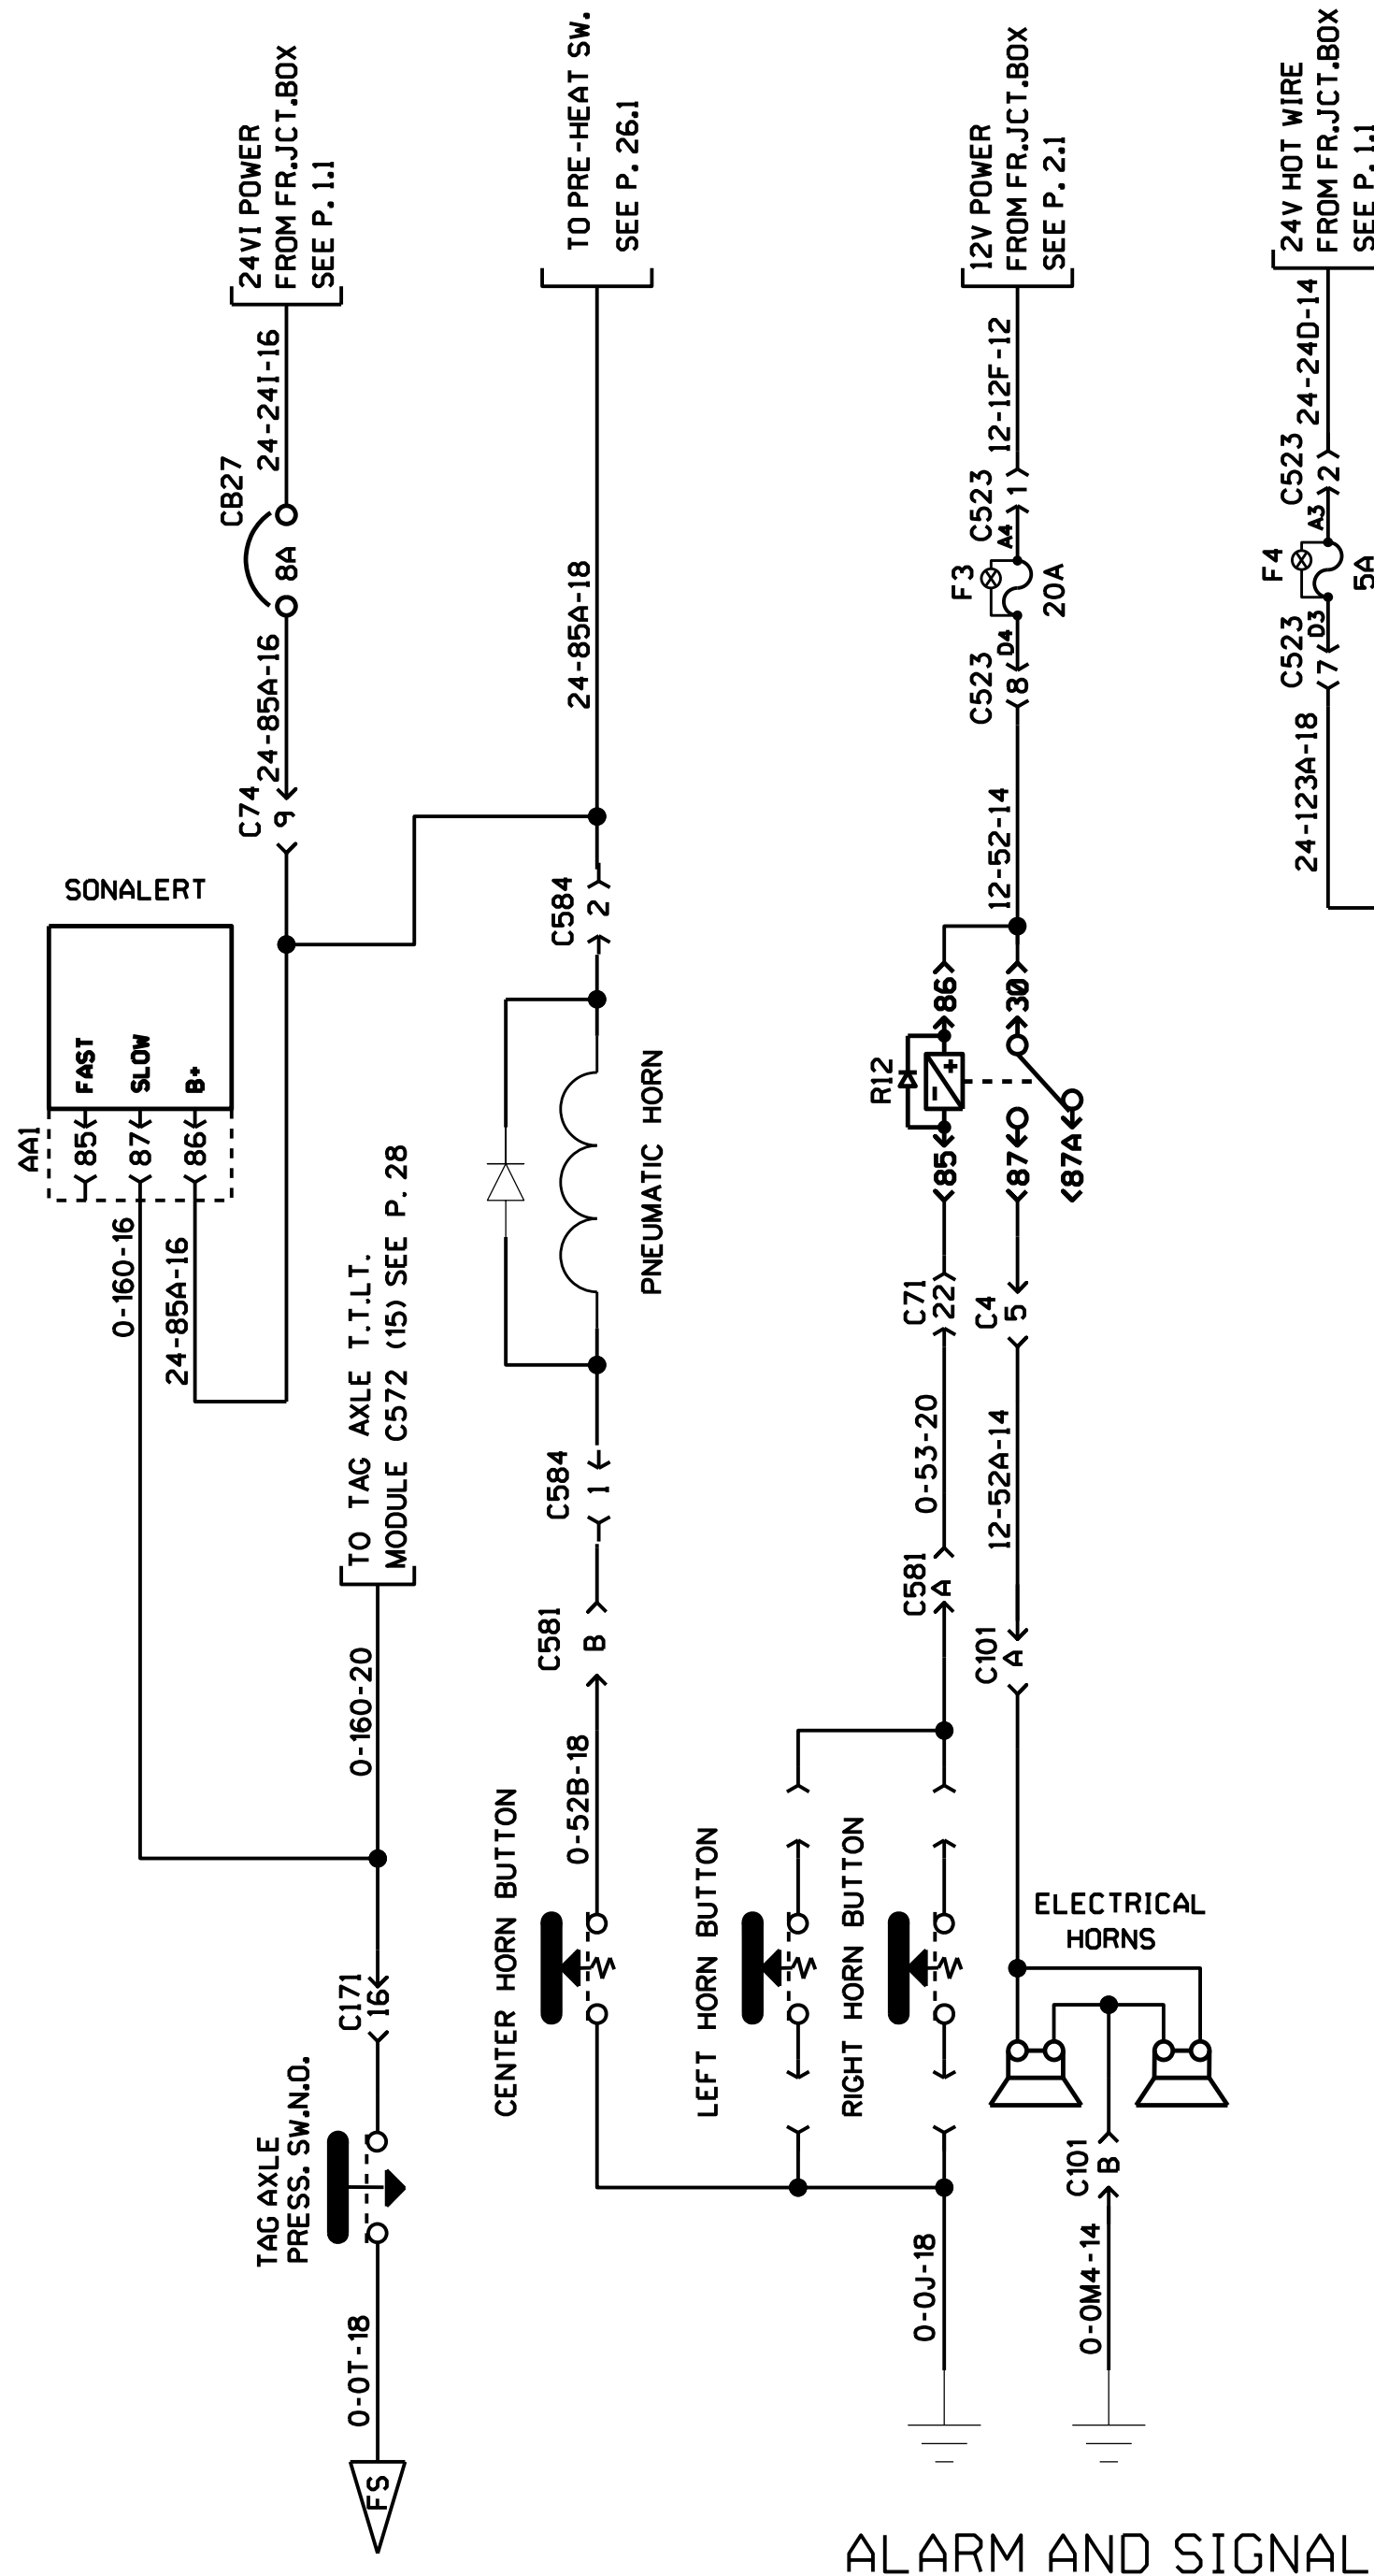 24VI POWER
FROM FR.JCT.BOX
SEE P. 1.1
24-24I-16
CB27
8A
24-85A-16
C74
9
SONALERT
FAST
SLOW
B+
AA1
85
87
86
0-160-16
24-85A-16
TO TAG AXLE T.T.LT.
MODULE C572 (15) SEE P. 28
0-160-20
C171
16
TAG AXLE
PRESS. SW.N.O.
0-0T-18
FS
TO PRE-HEAT SW.
SEE P. 26.1
24-85A-18
C584
2
PNEUMATIC HORN
C584
1
C581
B
0-52B-18
CENTER HORN BUTTON
LEFT HORN BUTTON
RIGHT HORN BUTTON
12V POWER
FROM FR.JCT.BOX
SEE P. 2.1
12-12F-12
C523
1
A4
F3
20A
D4
C523
8
12-52-14
86
30
R12
+
-
85
87
87A
C71
22
C4
5
0-53-20
12-52A-14
C581
A
C101
A
ELECTRICAL
HORNS
C101
B
0-0J-18
0-0M4-14
24V HOT WIRE
FROM FR.JCT.BOX
SEE P. 1.1
24-24D-14
C523
2
A3
F4
5A
D3
C523
7
24-123A-18
ALARM AND SIGNAL